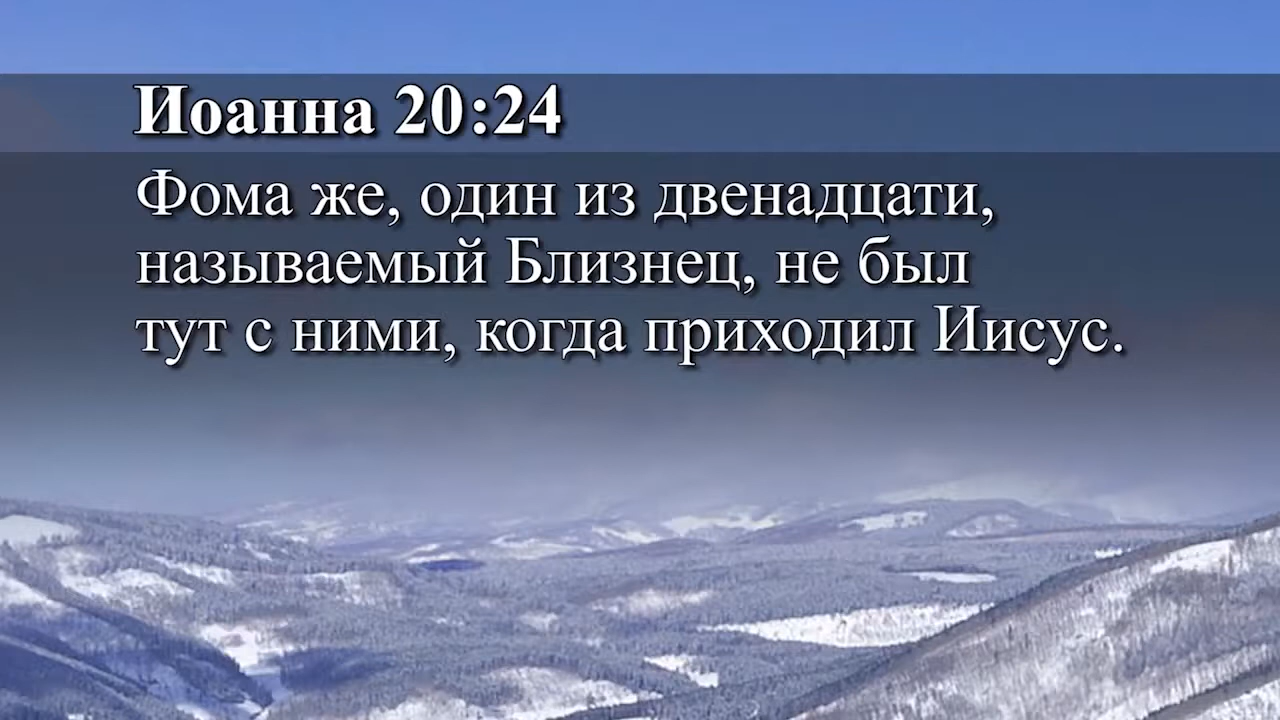 Иоанна 20:24
Фома же, один из двенадцати,
называемый Близнец, не был
тут с ними, когда приходил Иисус.